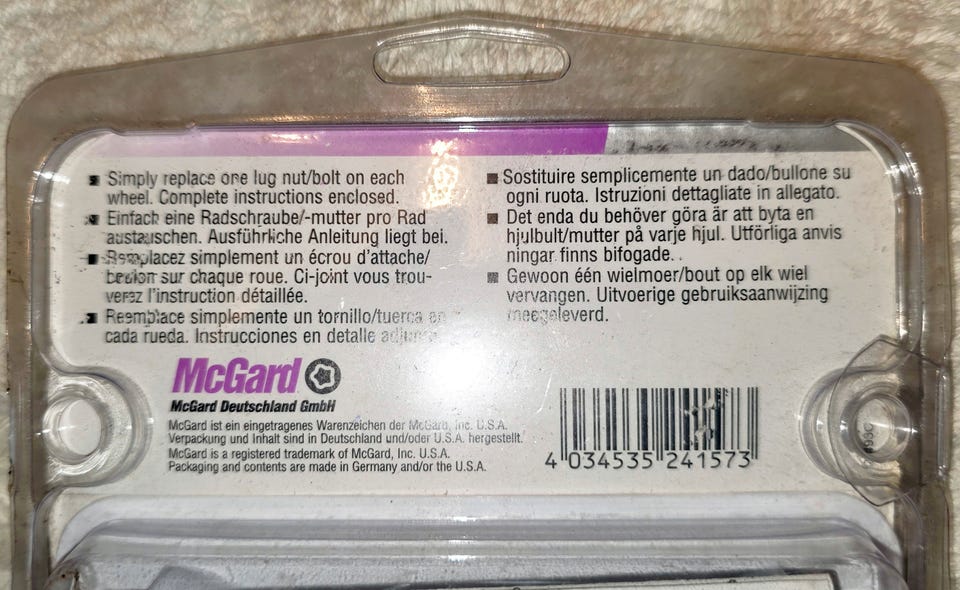 Simply replace one lug nut/bolt on each
wheel. Complete instructions enclosed.
Einfach eine Radschraube/-mutter pro Rad
austauschen. Ausführliche Anleitung liegt bei.
Remplacez simplement un écrou d'attache/
boulon sur chaque roue. Ci-joint vous trou-
verez l'instruction détaillée.
Reemplace simplemente un tornillo/tuerca en
cada rueda. Instrucciones en detalle
Sostituire semplicemente un dado/bullone su
ogni ruota. Istruzioni dettagliate in allegato.
Det enda du behöver göra är att byta en
hjulbult/mutter på varje hjul. Utförliga anvis
ningar finns bifogade.
Gewoon één wielmoer/bout op elk wiel
vervangen. Uitvoerige gebruiksaanwijzing
meegeleverd.
McGard
McGard Deutschland GmbH
McGard ist ein eingetragenes Warenzeichen der McGard, Inc. U.S.A.
Verpackung und Inhalt sind in Deutschland und/oder U.S.A. hergestellt.
McGard is a registered trademark of McGard, Inc. U.S.A.
Packaging and contents are made in Germany and/or the U.S.A.
4 034535 241573